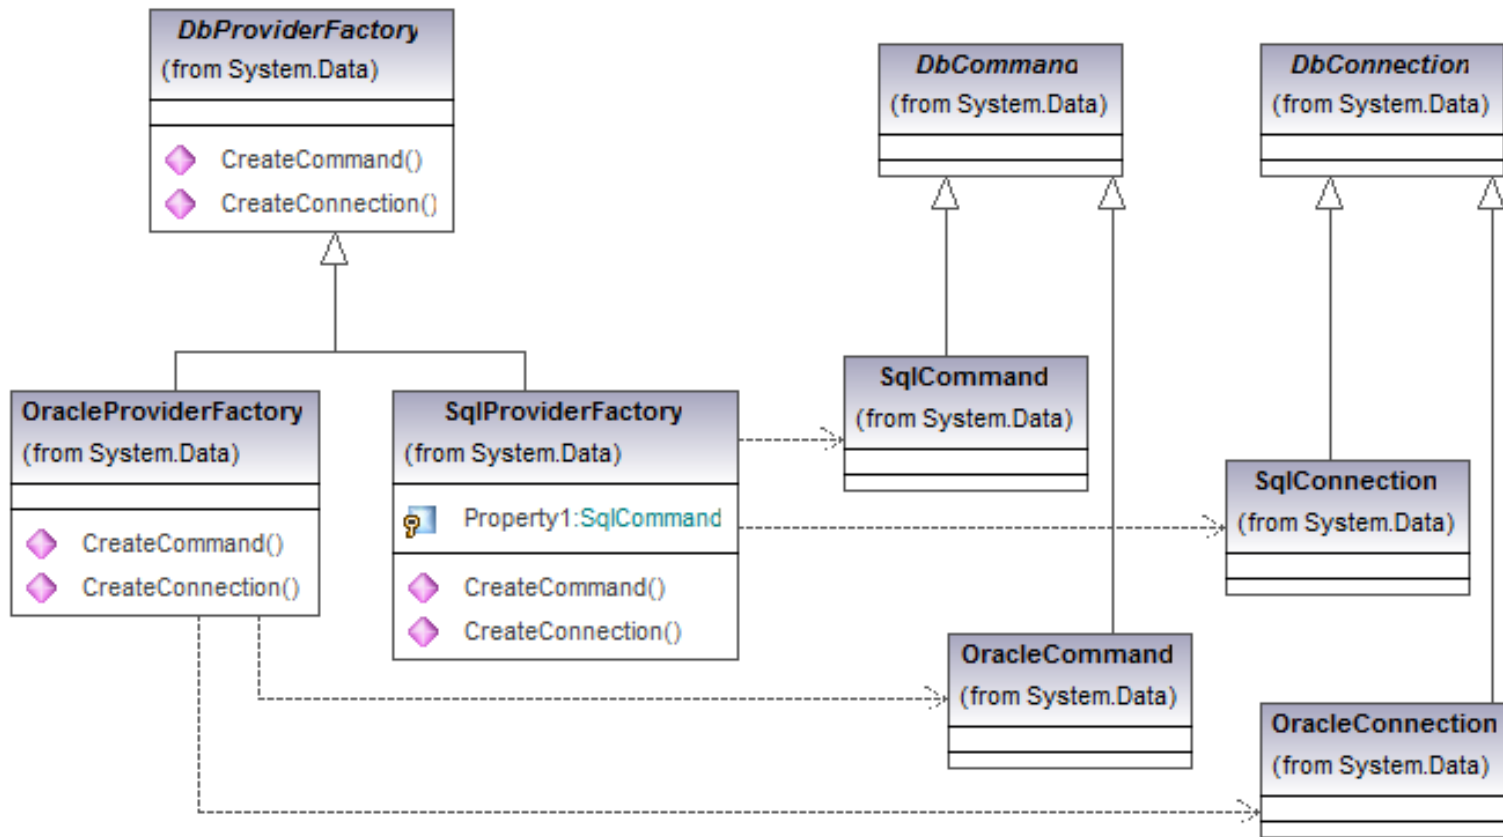 DbProviderFactory
(from System.Data)
CreateCommand()
CreateConnection()
DbCommand
(from System.Data)
DbConnection
(from System.Data)
OracleProviderFactory
(from System.Data)
CreateCommand()
CreateConnection()
SqlProviderFactory
(from System.Data)
Property1:SqlCommand
CreateCommand()
CreateConnection()
SqlCommand
(from System.Data)
SqlConnection
(from System.Data)
OracleCommand
(from System.Data)
OracleConnection
(from System.Data)